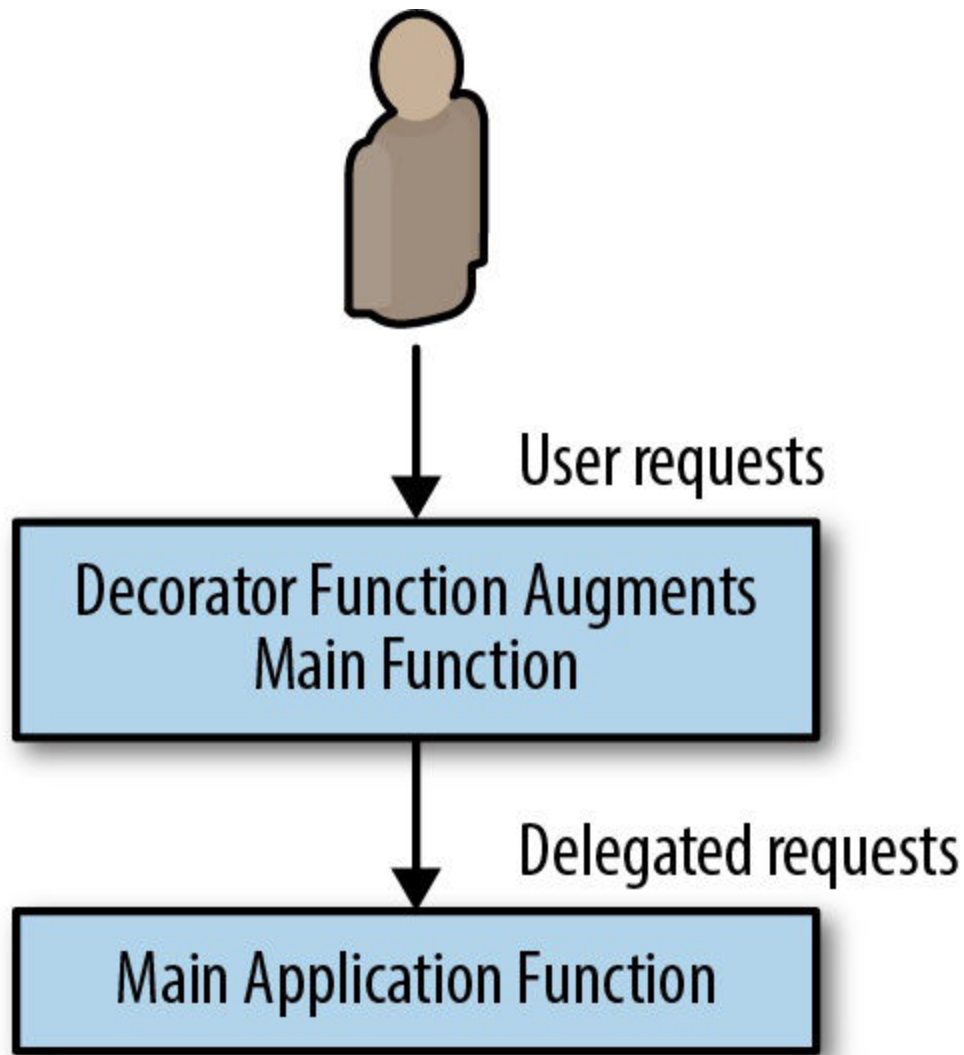 User requests
Decorator Function Augments
Main Function
Delegated requests
Main Application Function